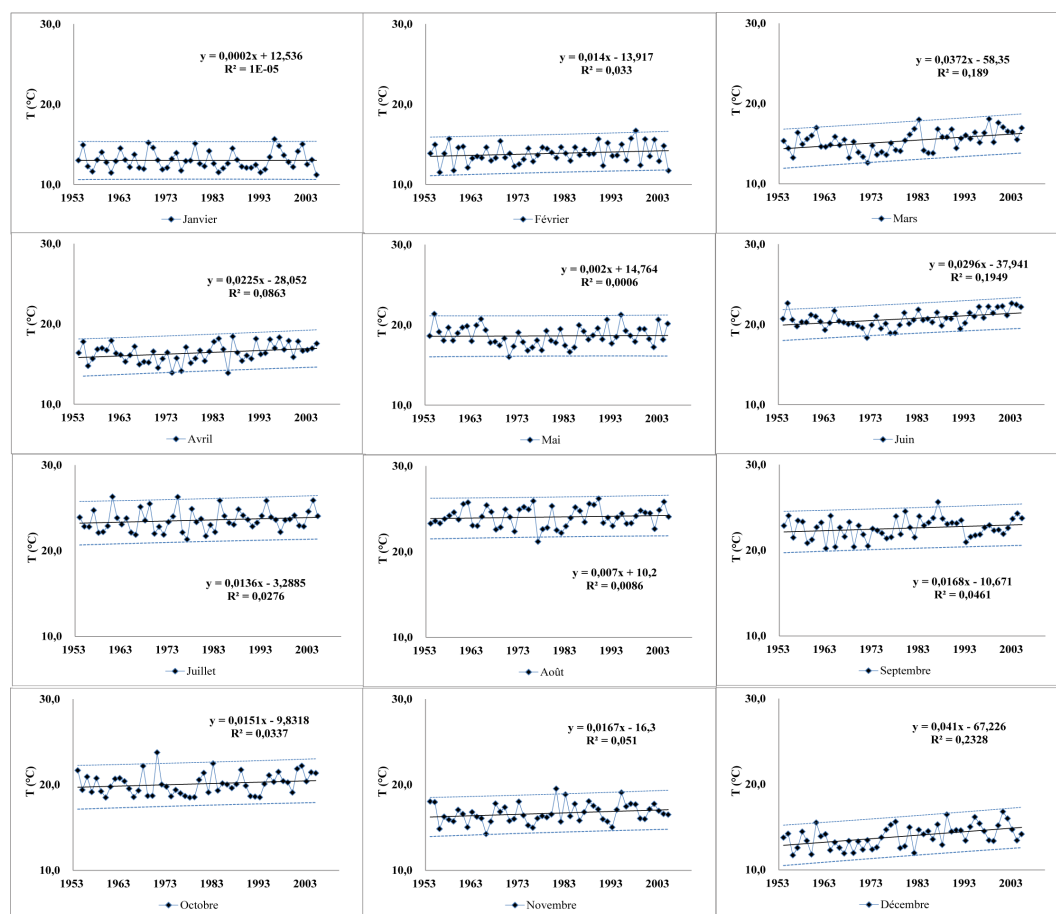 30,0
20,0
10,0
T (°C)
y = 0,0002x + 12,536
R² = 1E-05
1953 1963 1973 1983 1993 2003
Janvier
30,0
20,0
10,0
T (°C)
y = 0,014x - 13,917
R² = 0,033
1953 1963 1973 1983 1993 2003
Février
30,0
20,0
10,0
T (°C)
y = 0,0372x - 58,35
R² = 0,189
1953 1963 1973 1983 1993 2003
Mars
30,0
20,0
10,0
y = 0,0225x - 28,052
R² = 0,0863
1953 1963 1973 1983 1993 2003
Avril
30,0
20,0
10,0
y = 0,002x + 14,764
R² = 0,0006
1953 1963 1973 1983 1993 2003
Mai
30,0
20,0
10,0
y = 0,0296x - 37,941
R² = 0,1949
1953 1963 1973 1983 1993 2003
Juin
30,0
20,0
10,0
y = 0,0136x - 3,2885
R² = 0,0276
1953 1963 1973 1983 1993 2003
Juillet
30,0
20,0
10,0
y = 0,007x + 10,2
R² = 0,0086
1953 1963 1973 1983 1993 2003
Août
30,0
20,0
10,0
y = 0,0168x - 10,671
R² = 0,0461
1953 1963 1973 1983 1993 2003
Septembre
30,0
20,0
10,0
y = 0,0151x - 9,8318
R² = 0,0337
1953 1963 1973 1983 1993 2003
Octobre
30,0
20,0
10,0
y = 0,0167x - 16,3
R² = 0,051
1953 1963 1973 1983 1993 2003
Novembre
30,0
20,0
10,0
y = 0,041x - 67,226
R² = 0,2328
1953 1963 1973 1983 1993 2003
Décembre